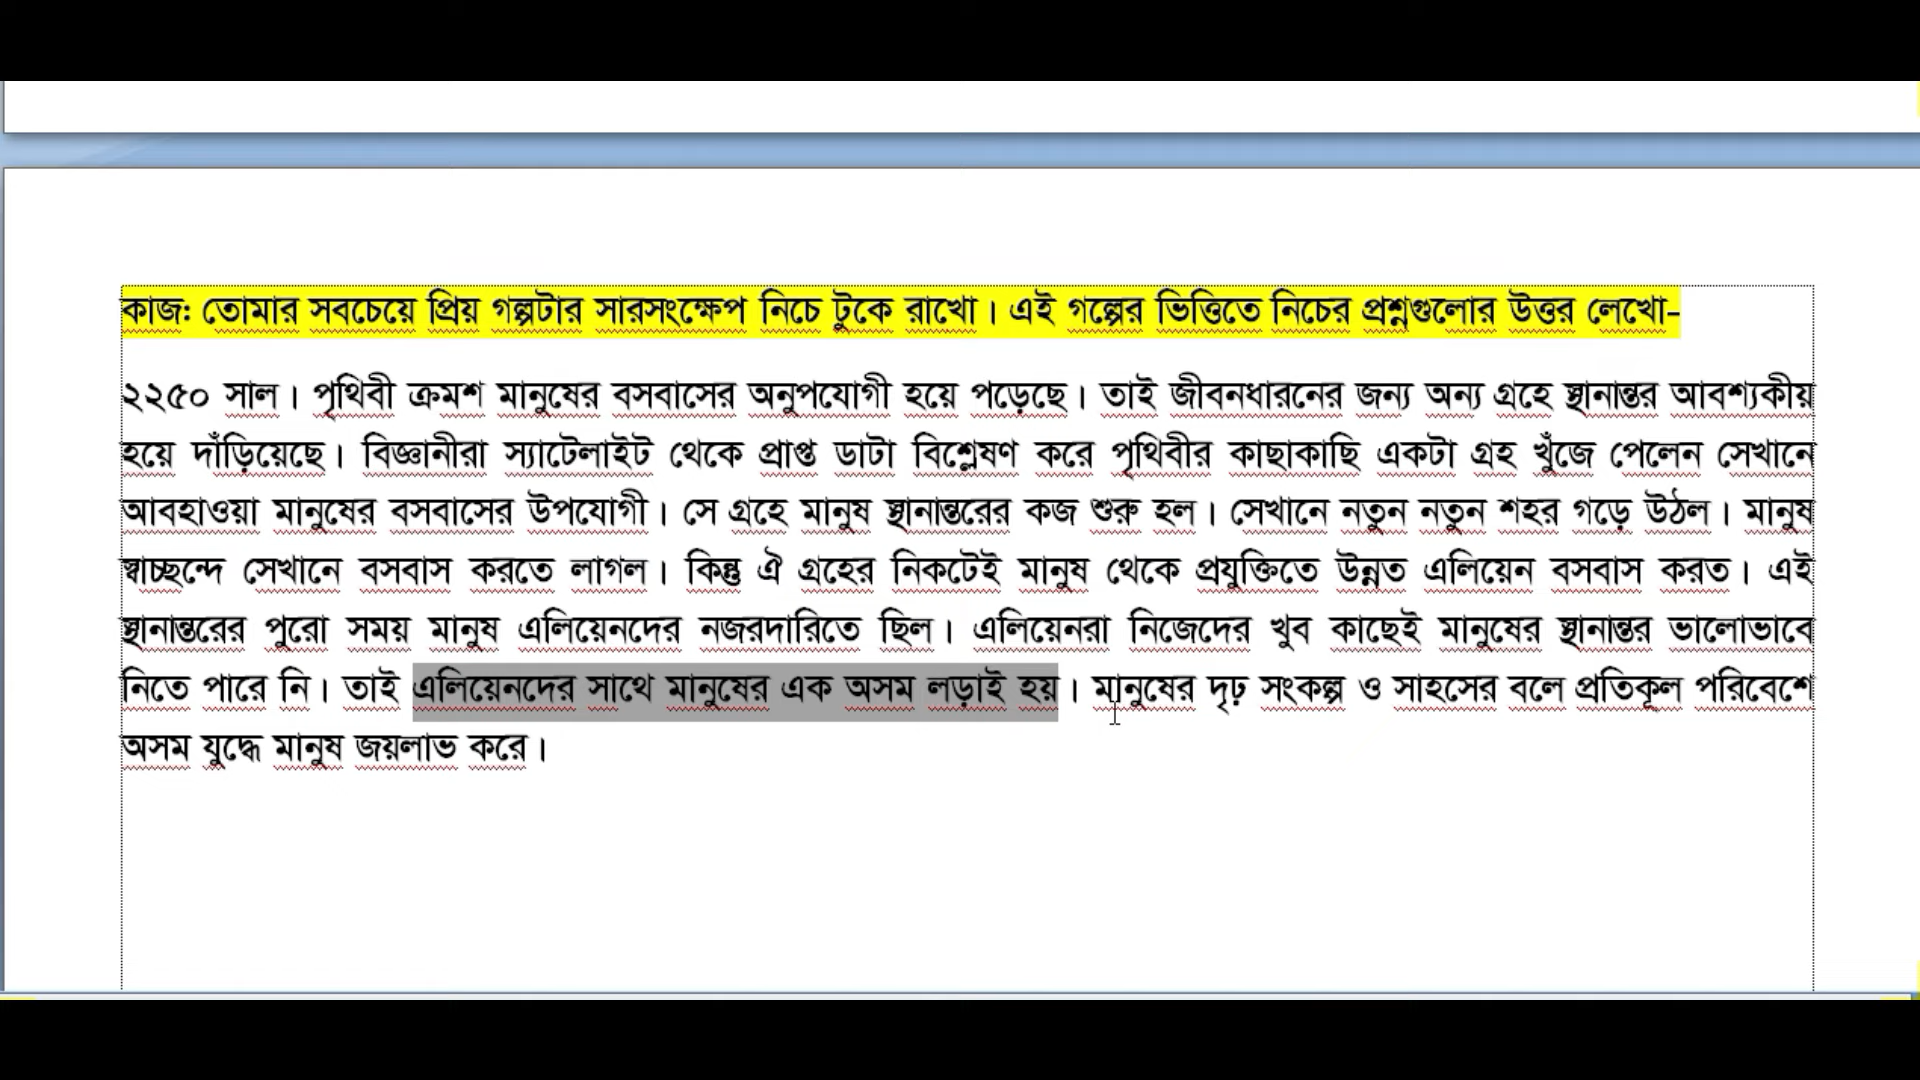 কাজ: তোমার সবচেয়ে প্রিয় গল্পটার সারসংক্ষেপ নিচে টুকে রাখো। এই গল্পের ভিত্তিতে নিচের প্রশ্নগুলোর উত্তর লেখো-
২২৫০ সাল। পৃথিবী ক্রমশ মানুষের বসবাসের অনুপযোগী হয়ে পড়েছে। তাই জীবনধারনের জন্য অন্য গ্রহে স্থানান্তর আবশ্যকীয়
হয়ে দাঁড়িয়েছে। বিজ্ঞানীরা স্যাটেলাইট থেকে প্রাপ্ত ডাটা বিশ্লেষণ করে পৃথিবীর কাছাকাছি একটা গ্রহ খুঁজে পেলেন সেখানে
আবহাওয়া মানুষের বসবাসের উপযোগী। সে গ্রহে মানুষ স্থানান্তরের কজ শুরু হল। সেখানে নতুন নতুন শহর গড়ে উঠল। মানুষ
স্বাচ্ছন্দে সেখানে বসবাস করতে লাগল। কিন্তু ঐ গ্রহের নিকটেই মানুষ থেকে প্রযুক্তিতে উন্নত এলিয়েন বসবাস করত। এই
স্থানান্তরের পুরো সময় মানুষ এলিয়েনদের নজরদারিতে ছিল। এলিয়েনরা নিজেদের খুব কাছেই মানুষের স্থানান্তর ভালোভাবে
নিতে পারে নি। তাই এলিয়েনদের সাথে মানুষের এক অসম লড়াই হয়। মানুষের দৃঢ় সংকল্প ও সাহসের বলে প্রতিকূল পরিবেশে
অসম যুদ্ধে মানুষ জয়লাভ করে।